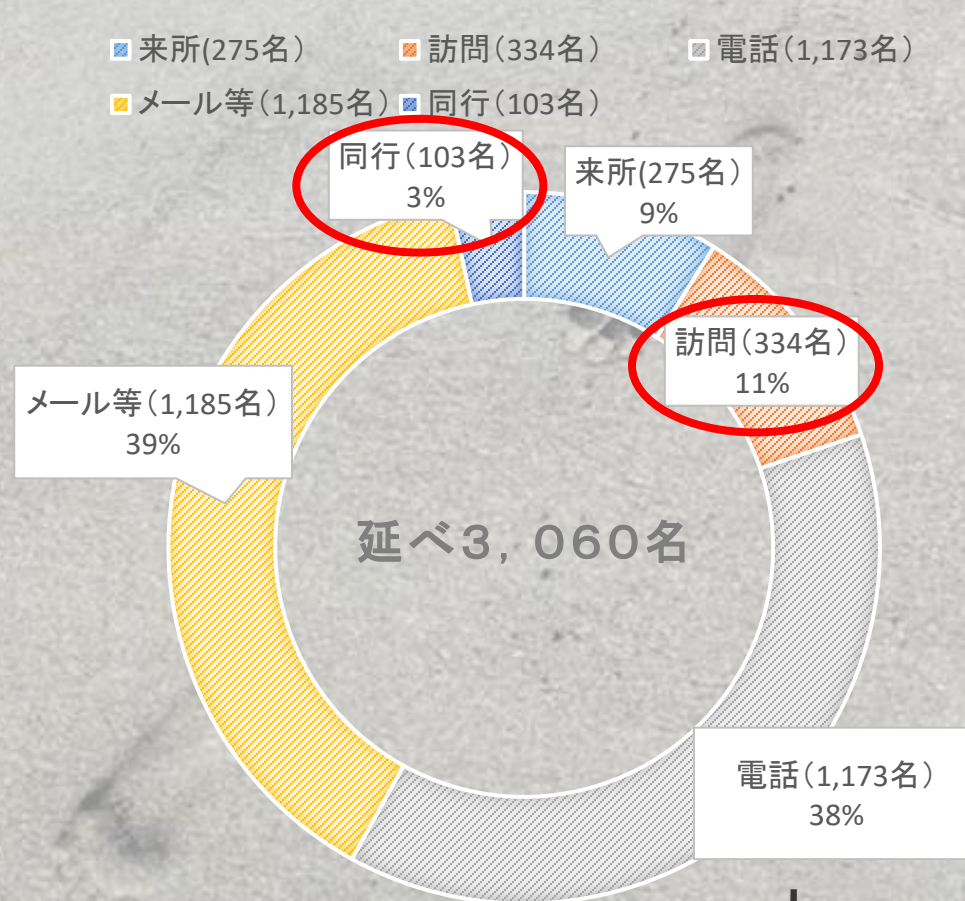 来所(275名) 訪問(334名) 電話(1,173名)
メール等(1,185名) 同行(103名)
同行(103名)
3%
来所(275名)
9%
訪問(334名)
11%
メール等(1,185名)
39%
延べ3,060名
電話(1,173名)
38%